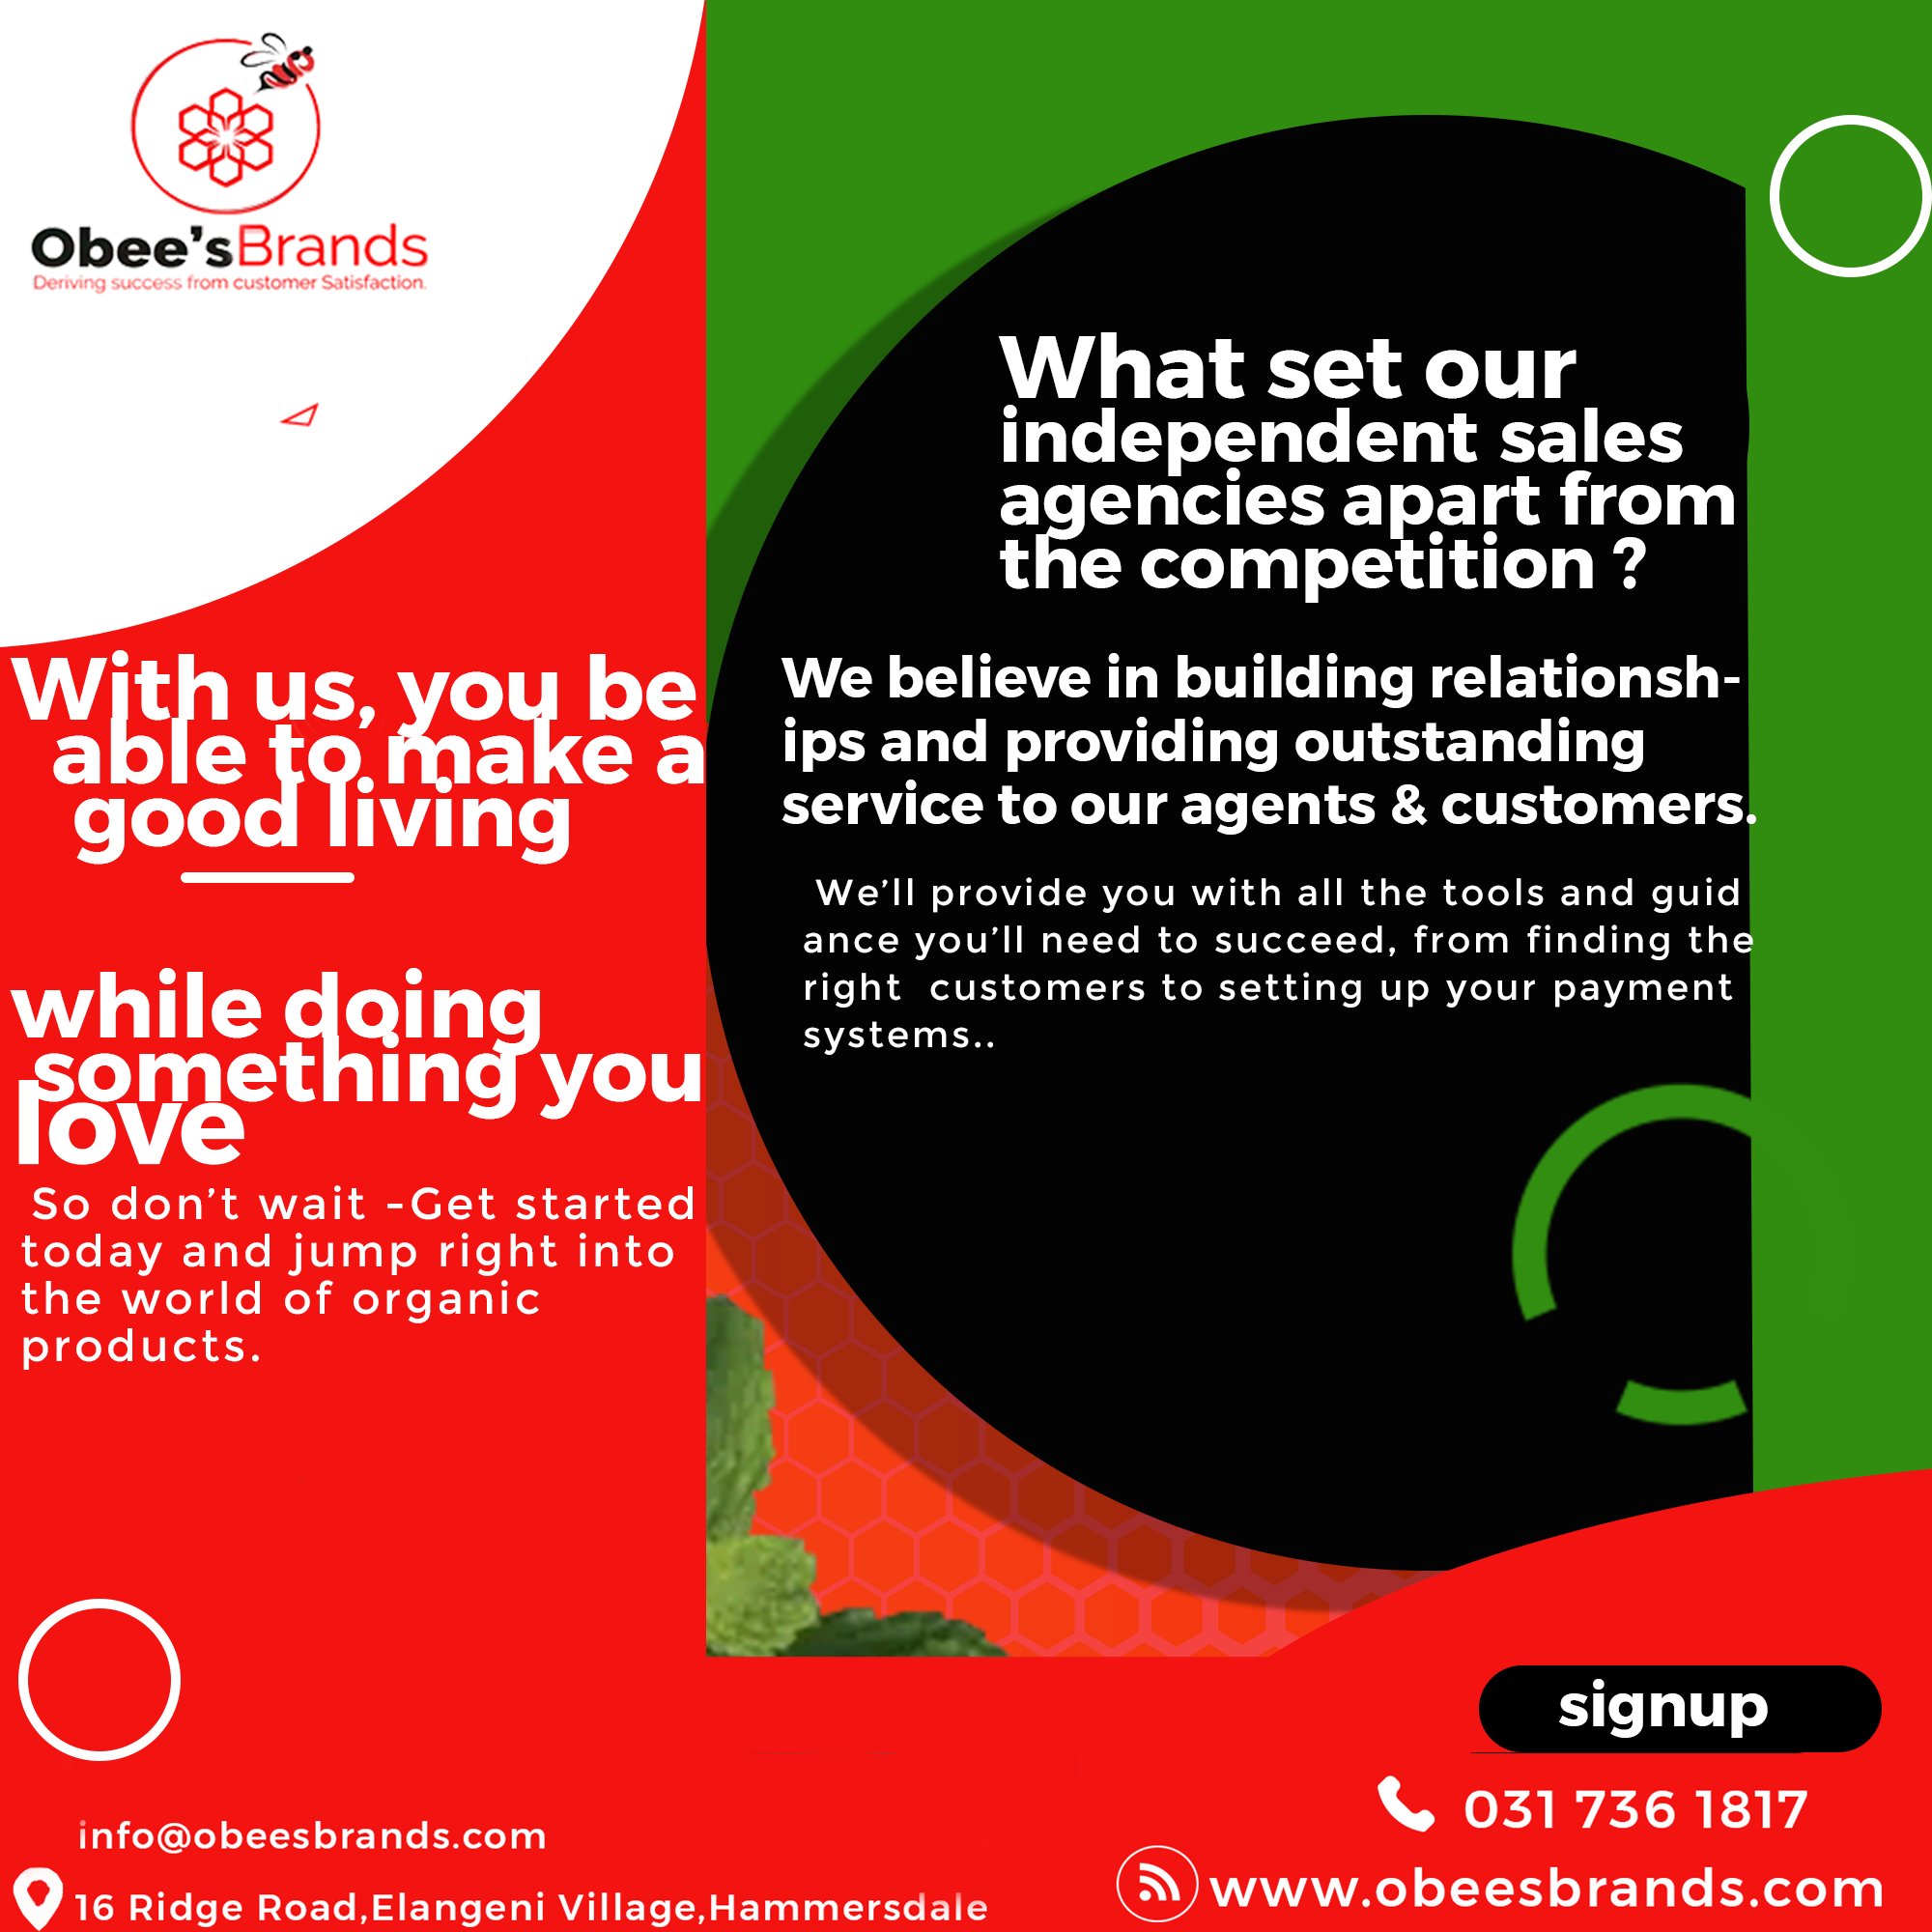 Obee's Brands
Deriving success from customer Satisfaction.
With us, you be
able to make a
good living
while doing
something you
love
So don't wait -Get started
today and jump right into
the world of organic
products.
What set our
independent sales
agencies apart from
the competition ?
We believe in building relationsh-
ips and providing outstanding
service to our agents & customers.
We'll provide you with all the tools and guid
ance you'll need to succeed, from finding the
right customers to setting up your payment
systems..
signup
031 736 1817
www.obeesbrands.com
info@obeesbrands.com
16 Ridge Road,Elangeni Village,Hammersdale